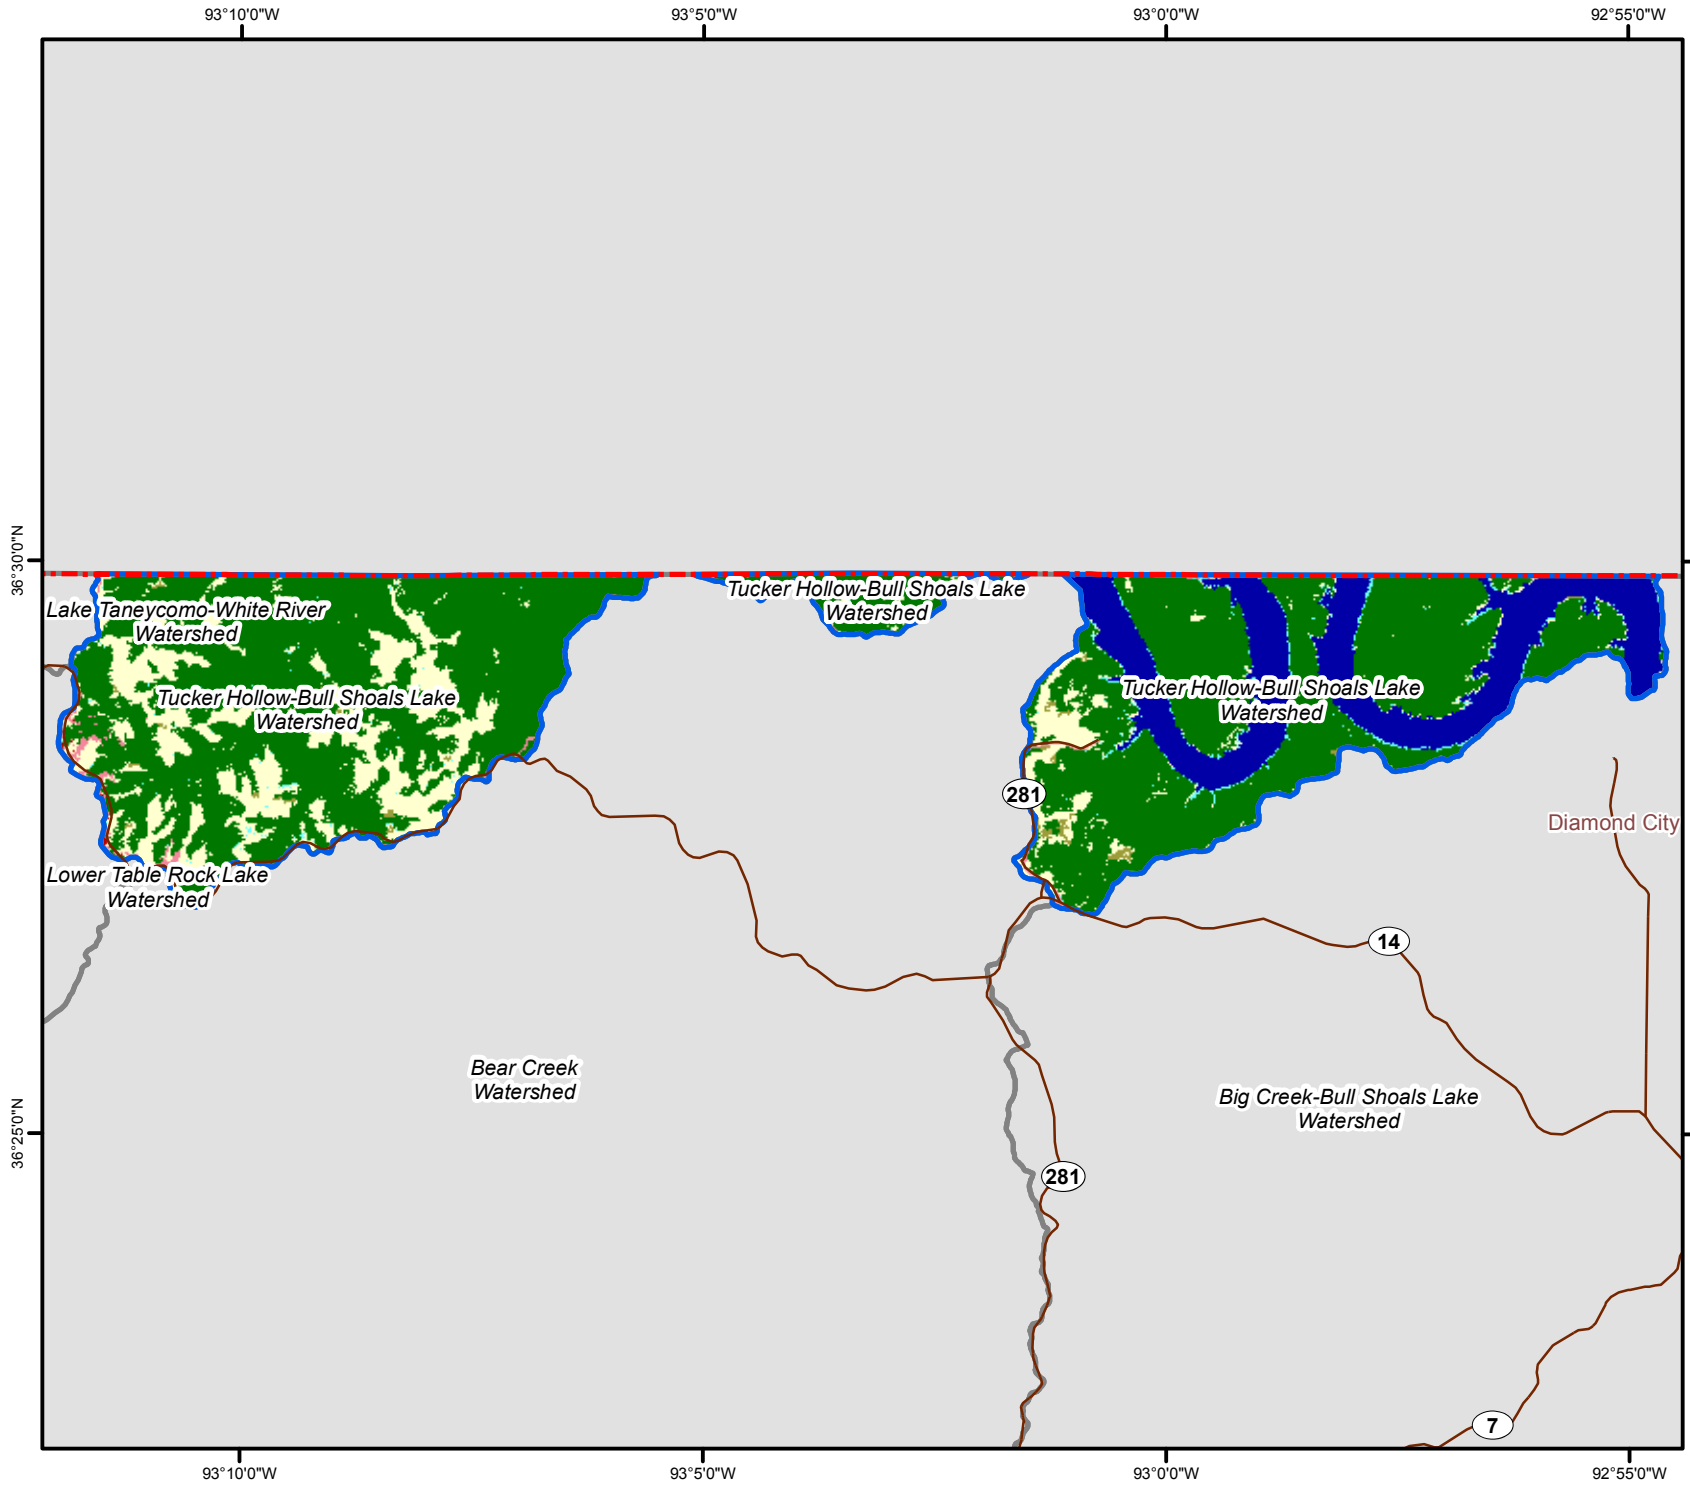 93°10'0"W 93°5'0"W 93°0'0"W 92°55'0"W
36°30'0"N
Tucker Hollow-Bull Shoals Lake
Watershed
Lake Taneycomo-White River
Watershed
Tucker Hollow-Bull Shoals Lake
Watershed
Tucker Hollow-Bull Shoals Lake
Watershed
281
Diamond City
Lower Table Rock Lake
Watershed
14
Bear Creek
Watershed
Big Creek-Bull Shoals Lake
Watershed
36°25'0"N
281
7
93°10'0"W 93°5'0"W 93°0'0"W 92°55'0"W